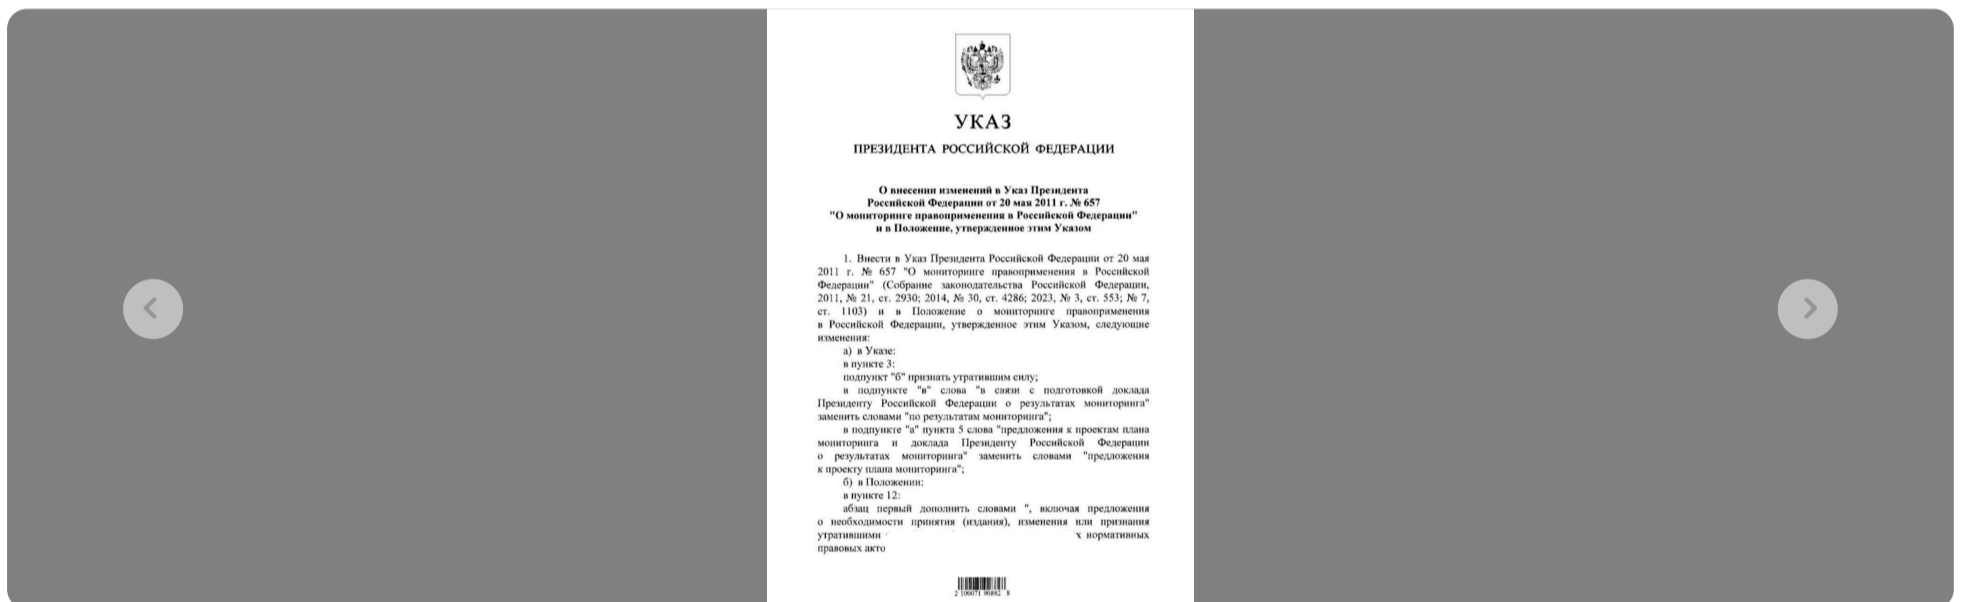 УКАЗ
ПРЕЗИДЕНТА РОССИЙСКОЙ ФЕДЕРАЦИИ
О внесении изменений в Указ Президента
Российской Федерации от 20 мая 2011 г. № 657
"О мониторинге правоприменения в Российской Федерации"
и в Положение, утвержденное этим Указом
1. Внести в Указ Президента Российской Федерации от 20 мая
2011 г. № 657 "О мониторинге правоприменения в Российской
Федерации" (Собрание законодательства Российской Федерации,
2011, № 21, ст. 2930; 2014, № 30, ст. 4286; 2023, № 3, ст. 553; № 7,
ст. 1103) и в Положение о мониторинге правоприменения
в Российской Федерации, утвержденное этим Указом, следующие
изменения:
а) в Указе:
в пункте 3:
подпункт "б" признать утратившим силу;
в подпункте "в" слова "в связи с подготовкой доклада
Президенту Российской Федерации о результатах мониторинга"
заменить словами "по результатам мониторинга";
в подпункте "а" пункта 5 слова "предложения к проектам плана
мониторинга и доклада Президенту Российской Федерации
о результатах мониторинга" заменить словами "предложения
к проекту плана мониторинга";
б) в Положении:
в пункте 12:
абзац первый дополнить словами ", включая предложения
о необходимости принятия (издания), изменения или признания
утратившими х нормативных
правовых акто
2 100071 90882 8